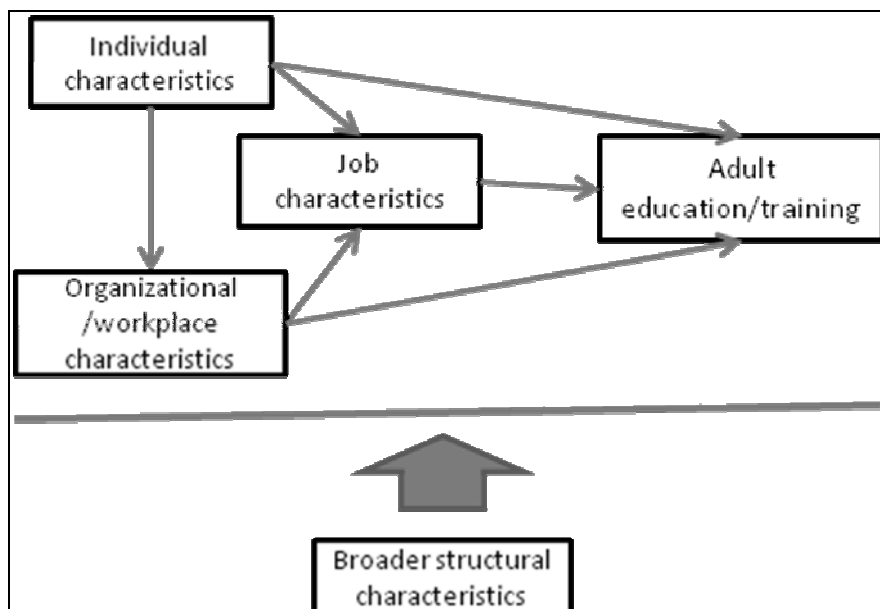 Individual
characteristics
Job
characteristics
Adult
education/training
Organizational
/workplace
characteristics
Broader structural
characteristics